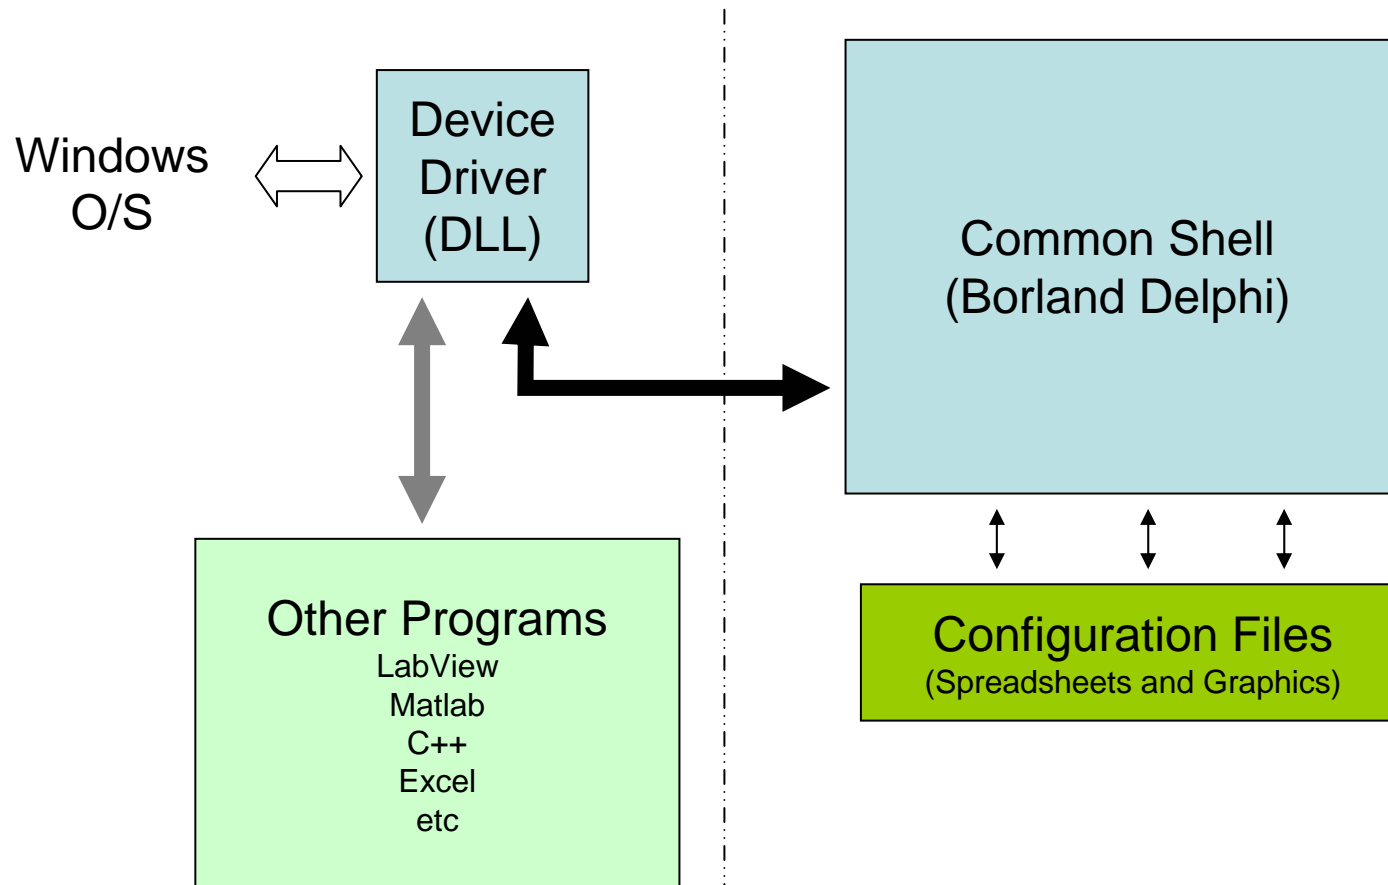 Windows
O/S
Device
Driver
(DLL)
Common Shell
(Borland Delphi)
Other Programs
LabView
Matlab
C++
Excel
etc
Configuration Files
(Spreadsheets and Graphics)